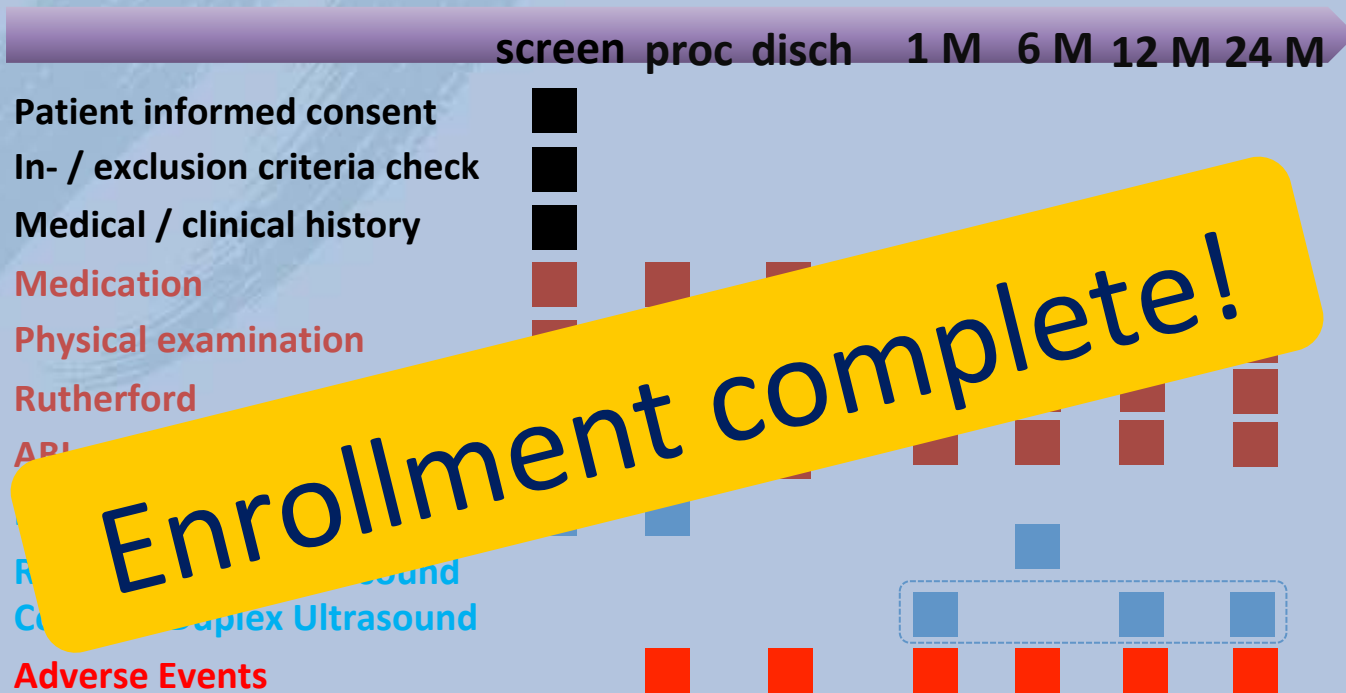 screen proc disch 1 M 6 M 12 M 24 M
Patient informed consent
In- / exclusion criteria check
Medical / clinical history
Medication
Physical examination
Rutherford
Enrollment complete!
Duplex Ultrasound
Adverse Events